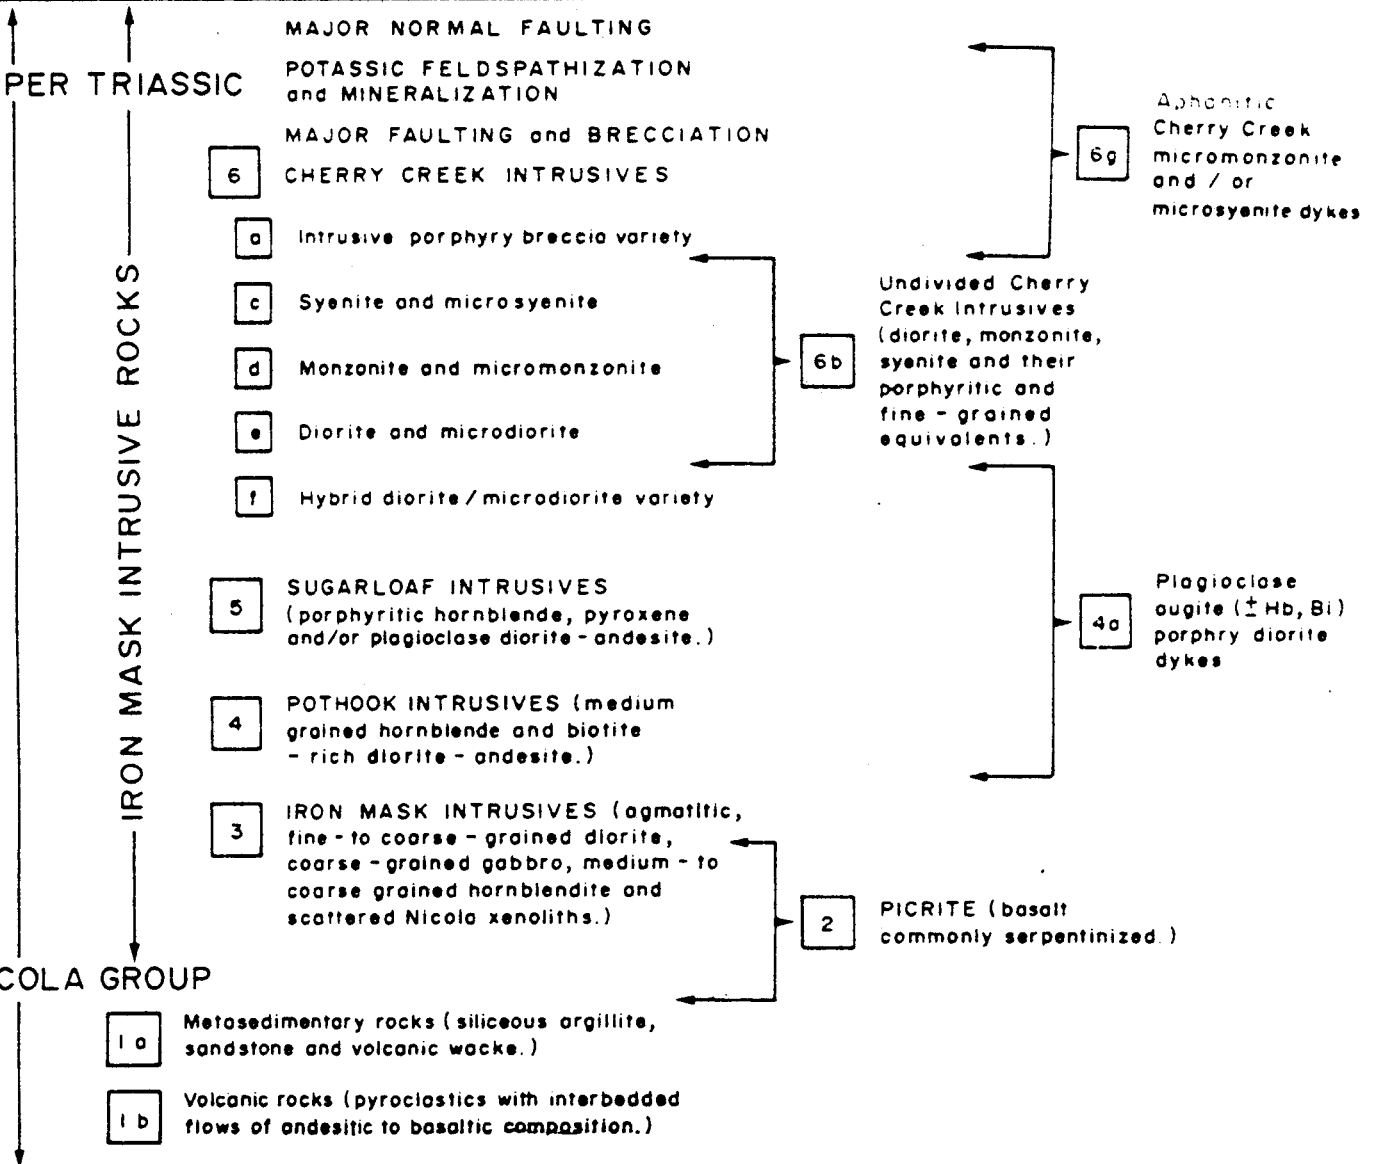 MAJOR NORMAL FAULTING
POTASSIC FELDSPATHIZATION
and MINERALIZATION
PER TRIASSIC
MAJOR FAULTING and BRECCIATION
6 CHERRY CREEK INTRUSIVES
a Intrusive porphyry breccia variety
c Syenite and microsyenite
d Monzonite and micromonzonite
e Diorite and microdiorite
f Hybrid diorite / microdiorite variety
6g
Aphanitic
Cherry Creek
micromonzonite
and / or
microsyenite dykes
6b
Undivided Cherry
Creek Intrusives
(diorite, monzonite,
syenite and their
porphyritic and
fine - grained
equivalents.)
IRON MASK INTRUSIVE ROCKS
5 SUGARLOAF INTRUSIVES
(porphyritic hornblende, pyroxene
and/or plagioclase diorite - andesite.)
4 POTHOOK INTRUSIVES (medium
grained hornblende and biotite
- rich diorite - andesite.)
4a
Plagioclase
augite (± Hb, Bi)
porphry diorite
dykes
3 IRON MASK INTRUSIVES (agmatitic,
fine - to coarse - grained diorite,
coarse - grained gabbro, medium - to
coarse grained hornblendite and
scattered Nicola xenoliths.)
2 PICRITE (basalt
commonly serpentinized.)
COLA GROUP
1a Metasedimentary rocks (siliceous argillite,
sandstone and volcanic wacke.)
1b Volcanic rocks (pyroclastics with interbedded
flows of andesitic to basaltic composition.)